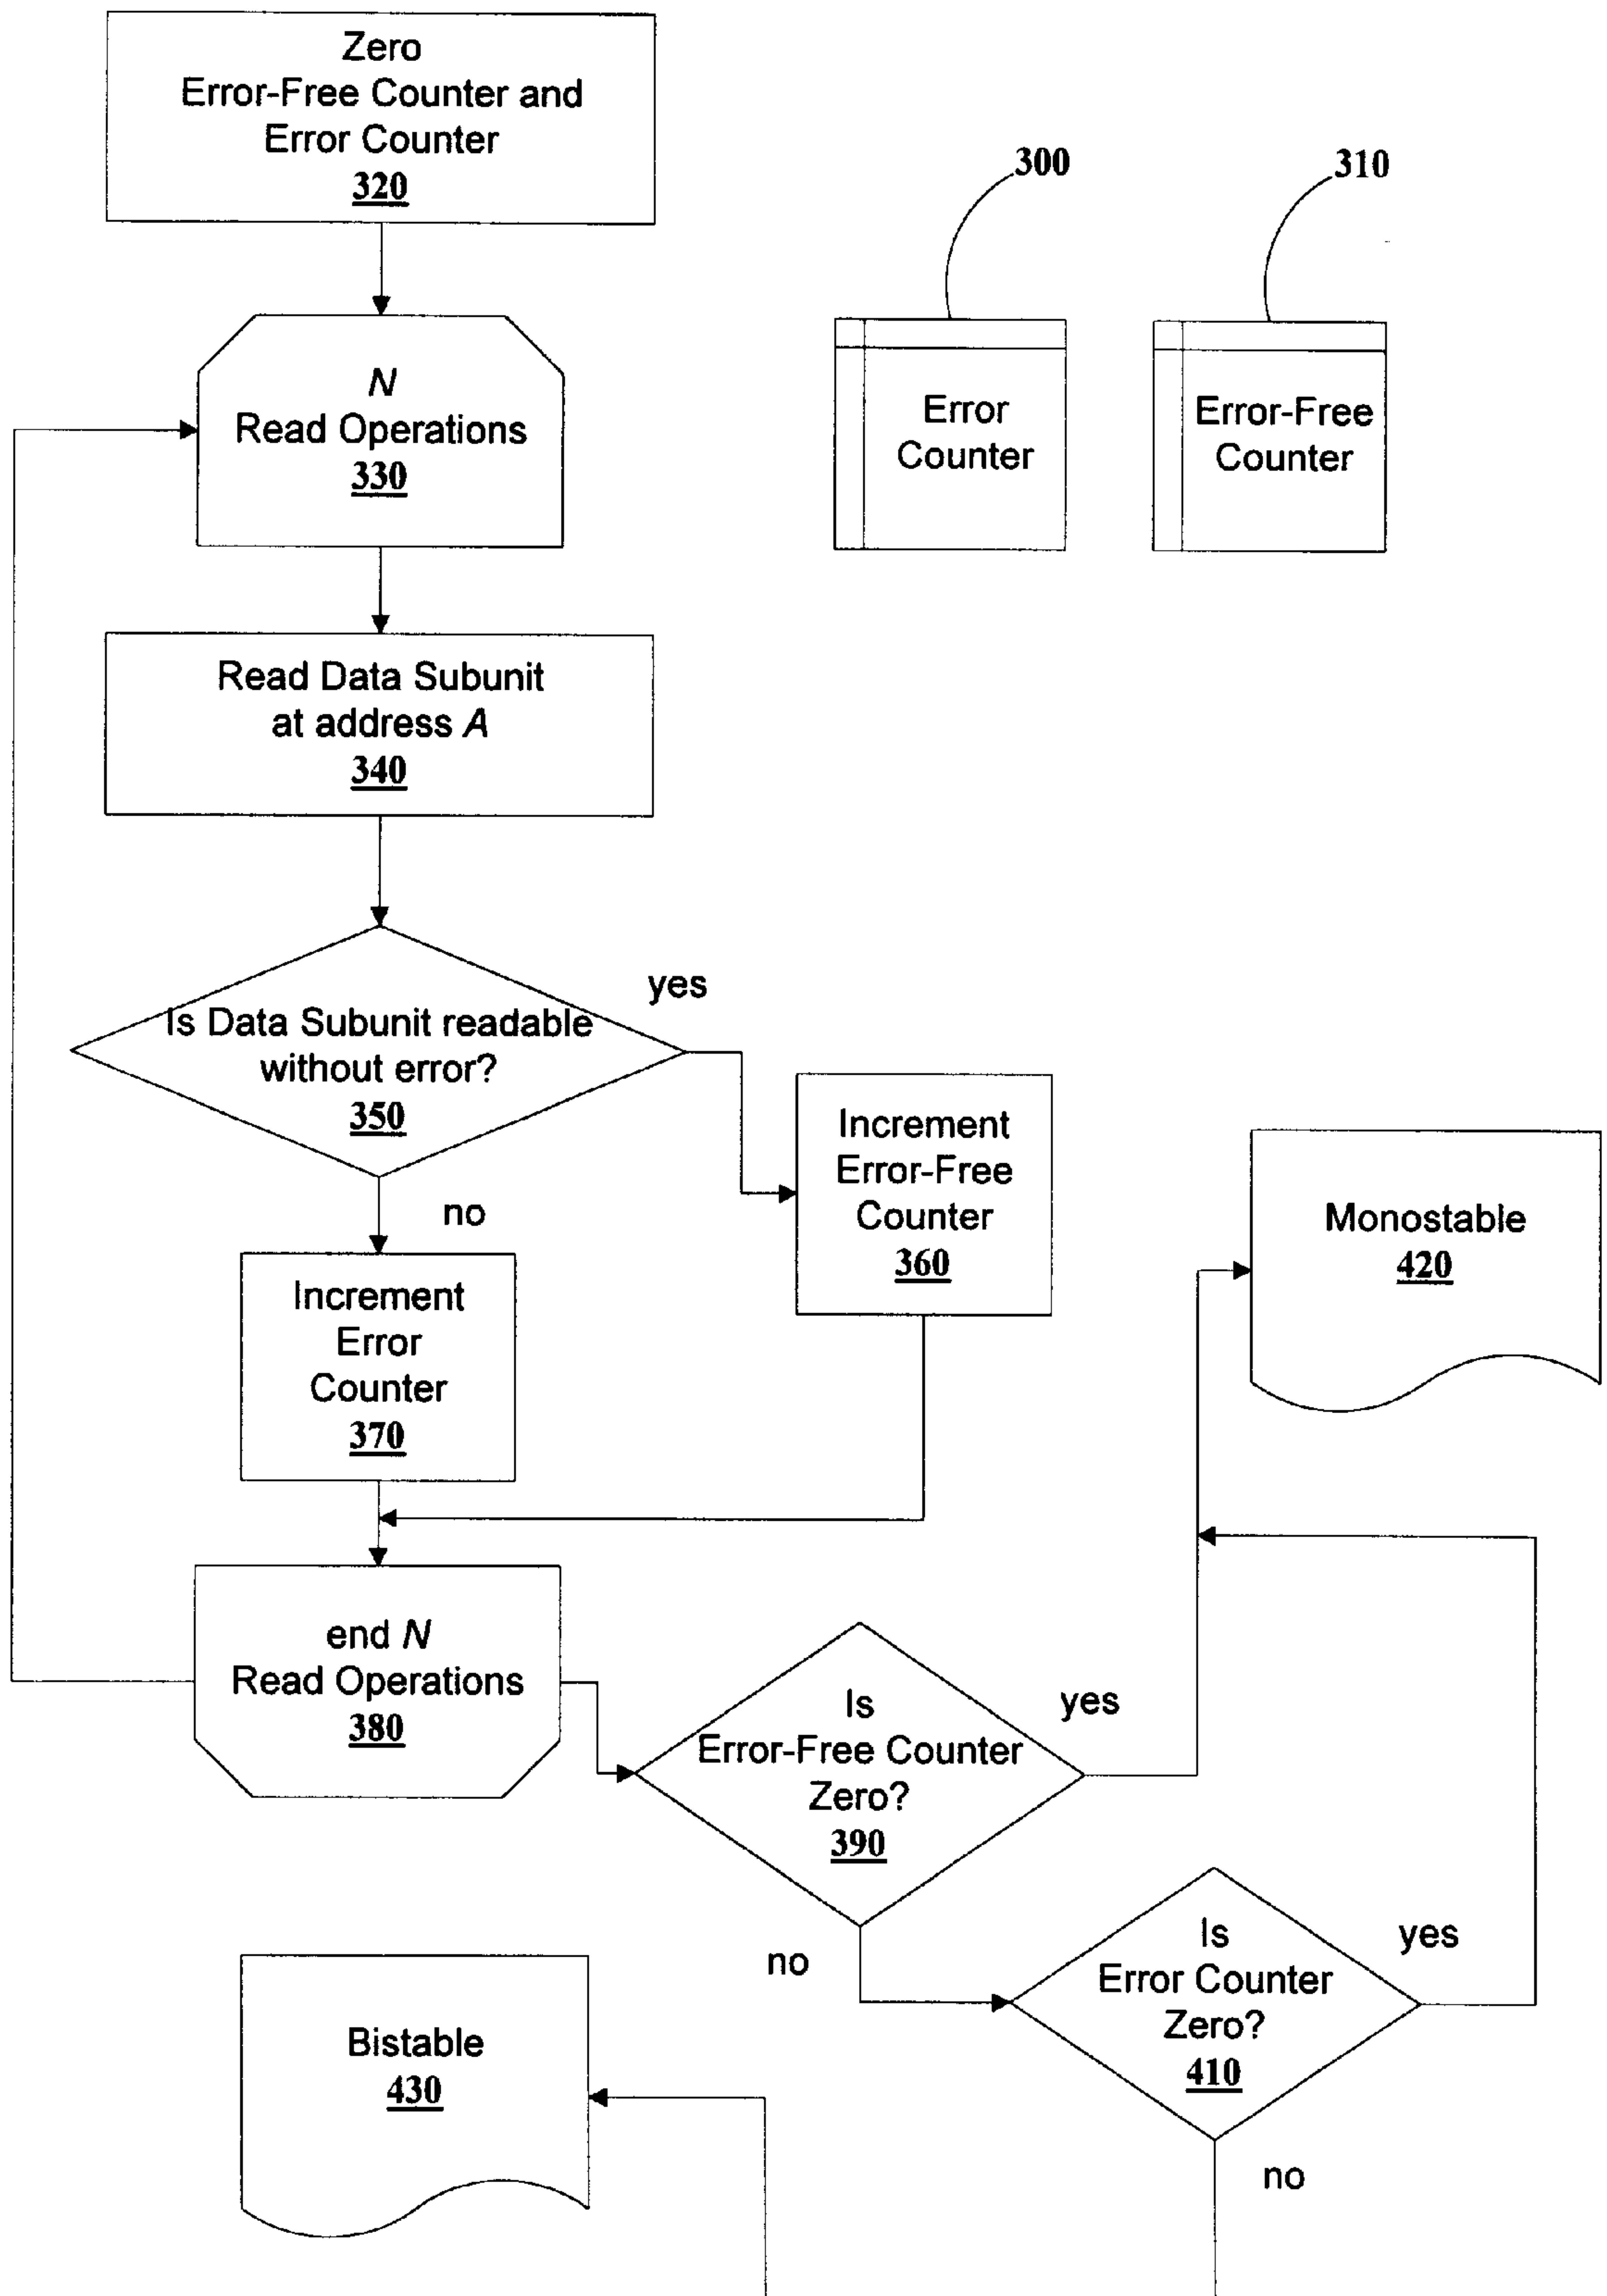 Zero
Error-Free Counter and
Error Counter
320
300
310
N
Read Operations
330
Error
Counter
Error-Free
Counter
Read Data Subunit
at address A
340
Is Data Subunit readable
without error?
350
yes
no
Increment
Error-Free
Counter
360
Increment
Error
Counter
370
Monostable
420
end N
Read Operations
380
Is
Error-Free Counter
Zero?
390
yes
no
Is
Error Counter
Zero?
410
yes
no
Bistable
430